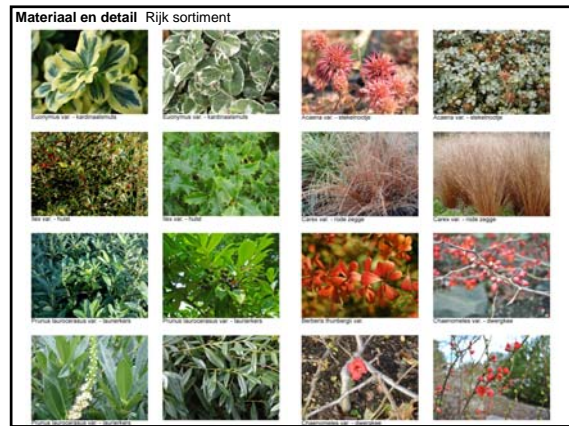 Materiaal en detail Rijk sortiment
Euonymus var. - kardinaalsmuts
Euonymus var. - kardinaalsmuts
Acaena var. - stekelnootje
Acaena var. - stekelnootje
Ilex var. - hulst
Ilex var. - hulst
Carex var. - rode zegge
Carex var. - rode zegge
Prunus laurocerasus var. - laurierkers
Prunus laurocerasus var. - laurierkers
Berberis thunbergii var.
Chaenomeles var. - dwergkwee
Prunus laurocerasus var. - laurierkers
Chaenomeles var. - dwergkwee